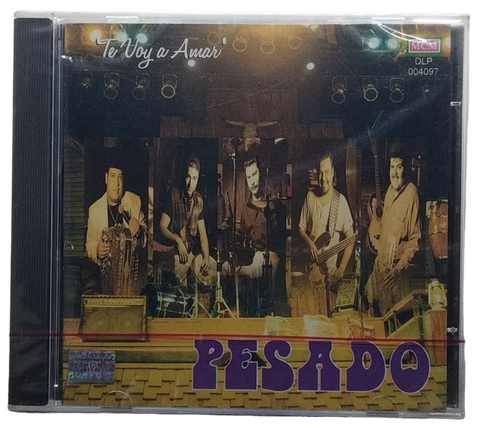 "Te Voy a Amar"
MCM
DLP
004097
PESADO